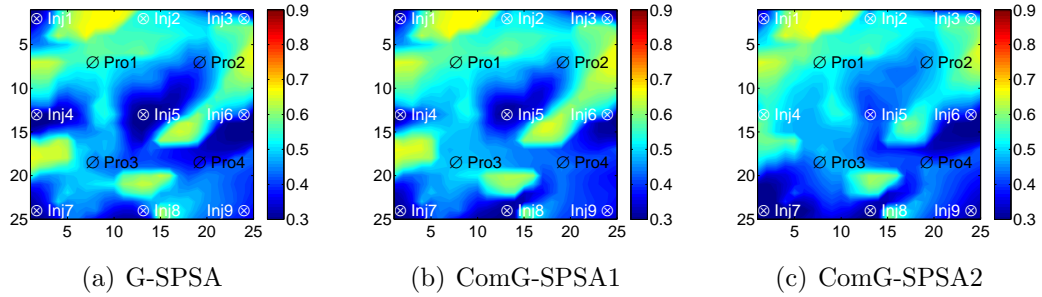 Inj1 Inj2 Inj3 0.9 Inj1 Inj2 Inj3 0.9 Inj1 Inj2 Inj3 0.9
0.8 0.8 0.8
5 5 5
Pro1 Pro2 0.7 Pro1 Pro2 0.7 Pro1 Pro2 0.7
10 10 10
Inj4 Inj5 Inj6 0.6 Inj4 Inj5 Inj6 0.6 Inj4 Inj5 Inj6 0.6
15 0.5 15 0.5 15 0.5
Pro3 Pro4 Pro3 Pro4 Pro3 Pro4
20 0.4 20 0.4 20 0.4
25 Inj7 Inj8 Inj9 0.3 25 Inj7 Inj8 Inj9 0.3 25 Inj7 Inj8 Inj9 0.3
5 10 15 20 25 5 10 15 20 25 5 10 15 20 25
(a) G-SPSA (b) ComG-SPSA1 (c) ComG-SPSA2